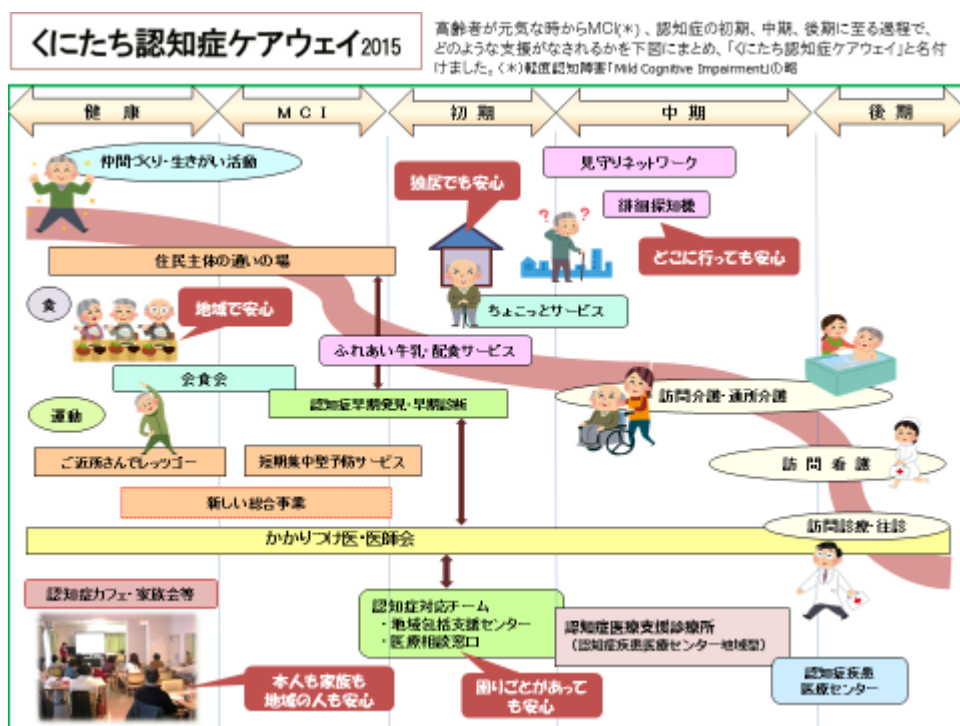 くにたち認知症ケアウェイ2015
高齢者が元気な時からMCI(*)、認知症の初期、中期、後期に至る過程で、
どのような支援がなされるかを下図にまとめ、「くにたち認知症ケアウェイ」と名付
けました。(*)軽度認知障害「Mild Cognitive Impairment」の略
健康
MCI
初期
中期
後期
仲間づくり・生きがい活動
独居でも安心
見守りネットワーク
徘徊探知機
どこに行っても安心
住民主体の通いの場
食
地域で安心
ちょこっとサービス
ふれあい牛乳・配食サービス
会食会
認知症早期発見・早期診断
訪問介護・通所介護
運動
ご近所さんでレッツゴー
短期集中型予防サービス
訪問看護
新しい総合事業
訪問診療・往診
かかりつけ医・医師会
認知症カフェ・家族会等
認知症対応チーム
・地域包括支援センター
・医療相談窓口
認知症医療支援診療所
(認知症疾患医療センター地域型)
本人も家族も
地域の人も安心
困りごとがあって
も安心
認知症疾患
医療センター
? ?